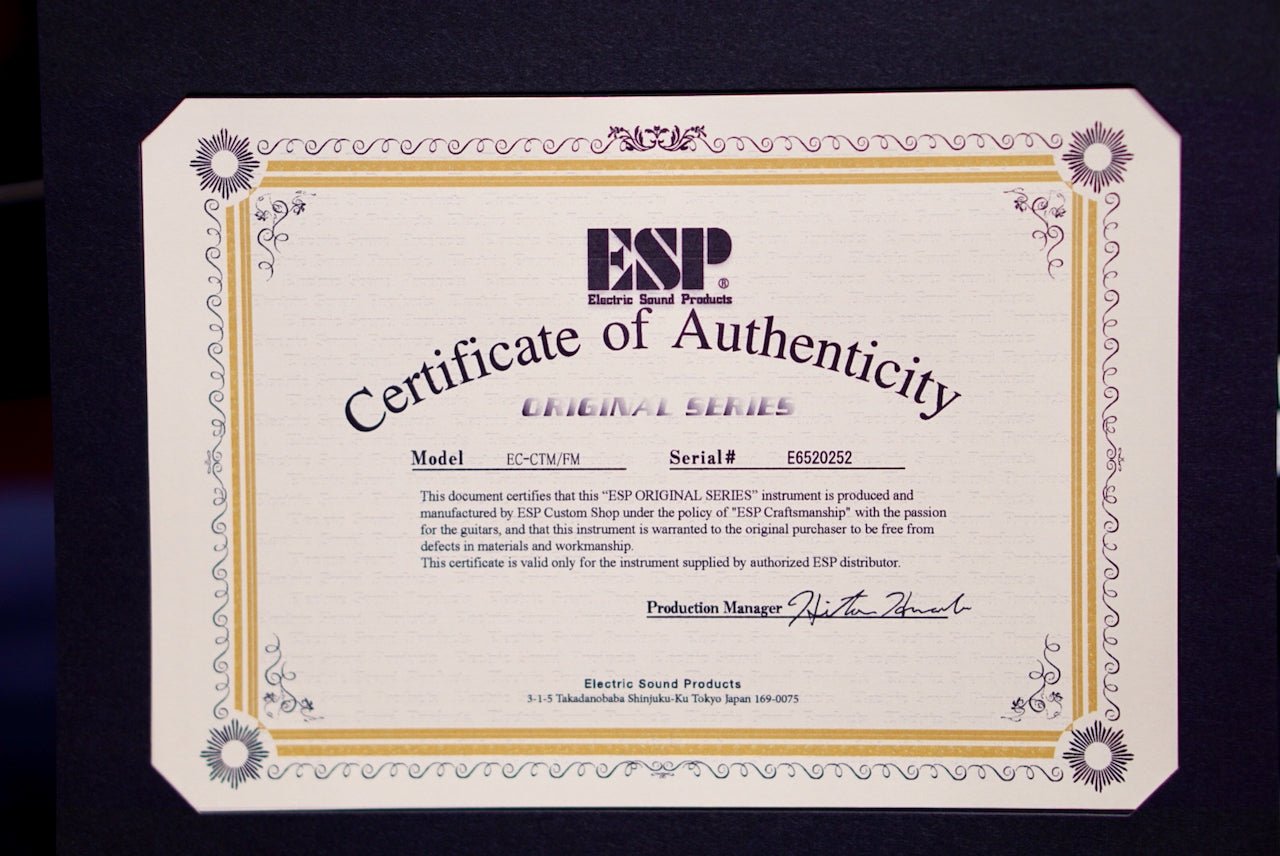 ESP®
Electric Sound Products
Certificate of Authenticity
ORIGINAL SERIES
Model EC-CTM/FM Serial# E6520252
This document certifies that this “ESP ORIGINAL SERIES” instrument is produced and
manufactured by ESP Custom Shop under the policy of "ESP Craftsmanship" with the passion
for the guitars, and that this instrument is warranted to the original purchaser to be free from
defects in materials and workmanship.
This certificate is valid only for the instrument supplied by authorized ESP distributor.
Production Manager
Electric Sound Products
3-1-5 Takadanobaba Shinjuku-Ku Tokyo Japan 169-0075